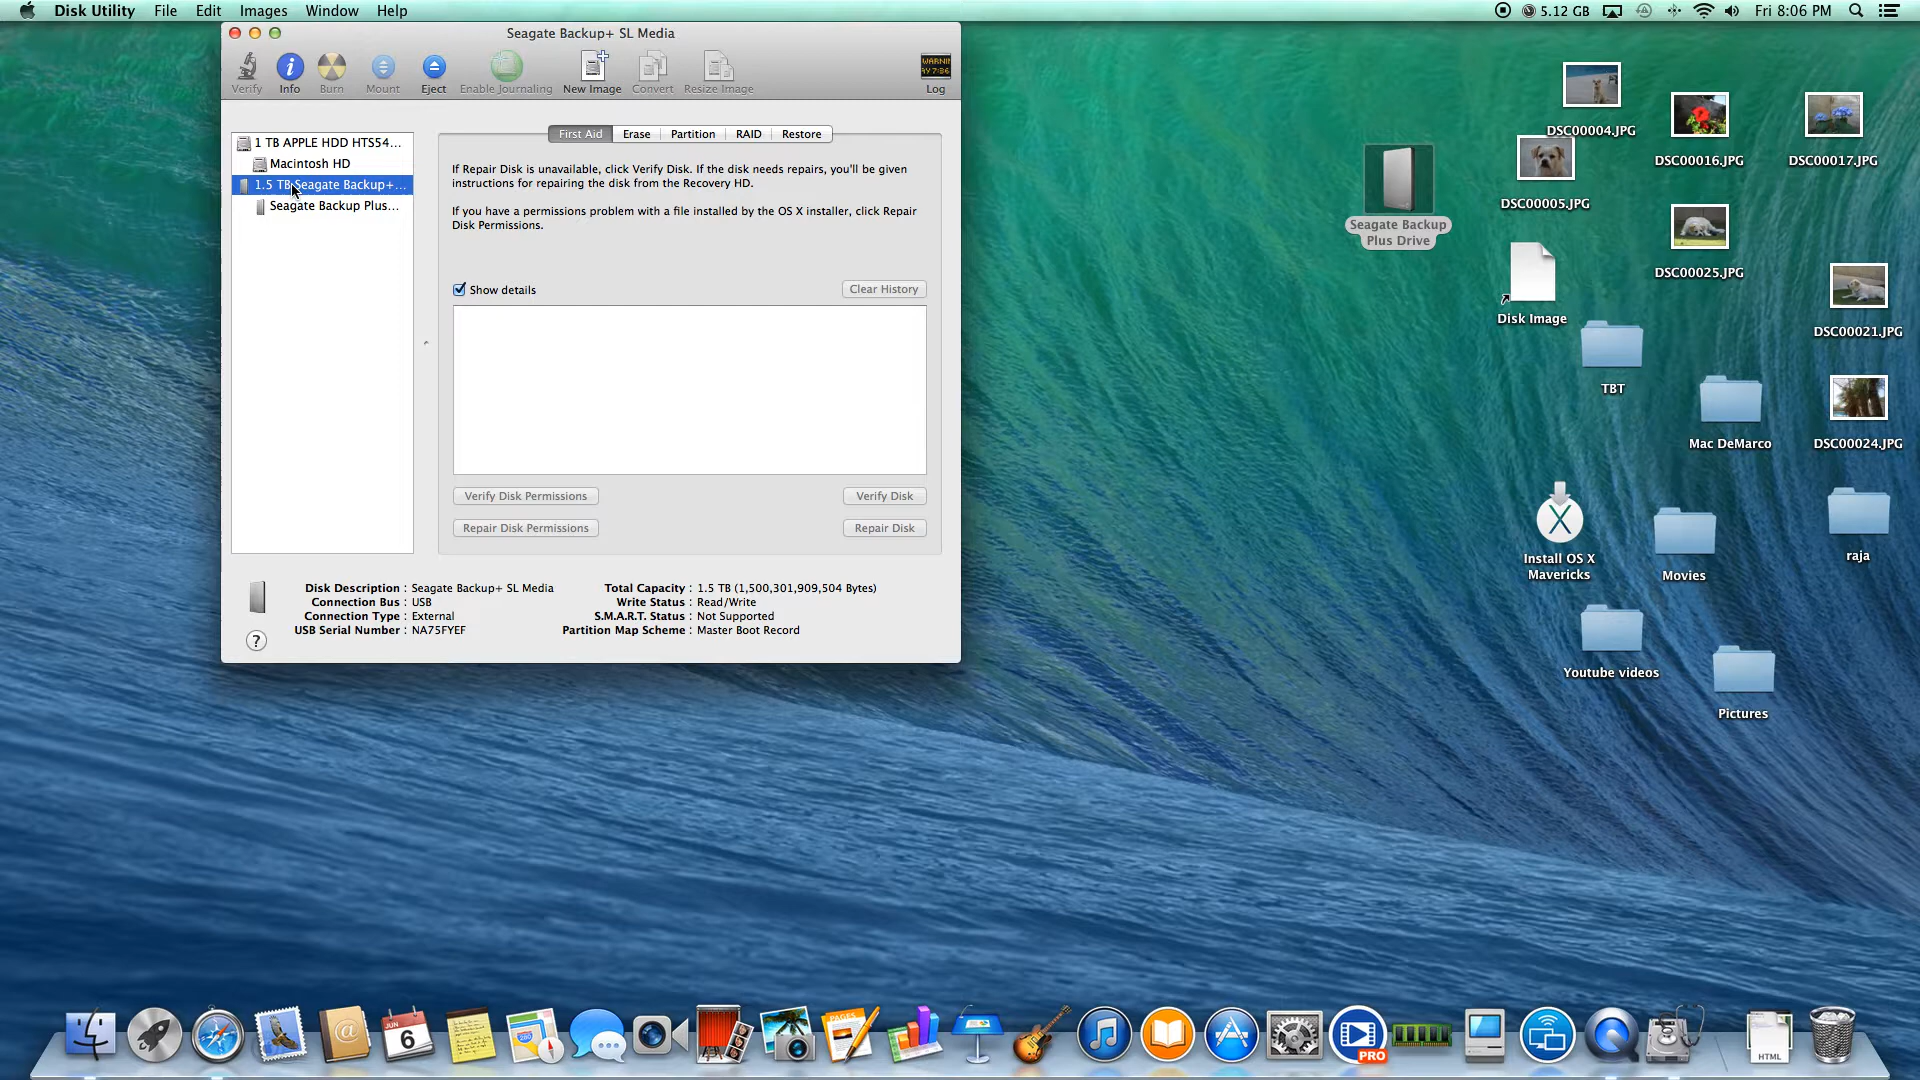 Disk Utility File Edit Images Window Help
5.12 GB Fri 8:06 PM
Seagate Backup+ SL Media
Verify Info Burn Mount Eject Enable Journaling New Image Convert Resize Image Log
WARNIN
AY 7:36
1 TB APPLE HDD HTS54...
Macintosh HD
1.5 TB Seagate Backup+...
Seagate Backup Plus...
First Aid Erase Partition RAID Restore
If Repair Disk is unavailable, click Verify Disk. If the disk needs repairs, you'll be given
instructions for repairing the disk from the Recovery HD.
If you have a permissions problem with a file installed by the OS X installer, click Repair
Disk Permissions.
Show details
Clear History
Verify Disk Permissions
Verify Disk
Repair Disk Permissions
Repair Disk
Disk Description : Seagate Backup+ SL Media
Connection Bus : USB
Connection Type : External
USB Serial Number : NA75FYEF
Total Capacity : 1.5 TB (1,500,301,909,504 Bytes)
Write Status : Read/Write
S.M.A.R.T. Status : Not Supported
Partition Map Scheme : Master Boot Record
?
DSC00004.JPG
DSC00016.JPG
DSC00017.JPG
DSC00005.JPG
Seagate Backup
Plus Drive
DSC00025.JPG
Disk Image
DSC00021.JPG
TBT
Mac DeMarco
DSC00024.JPG
Install OS X
Mavericks
Movies
raja
Youtube videos
Pictures
JUN
6
280
PAGES
PRO
HTML